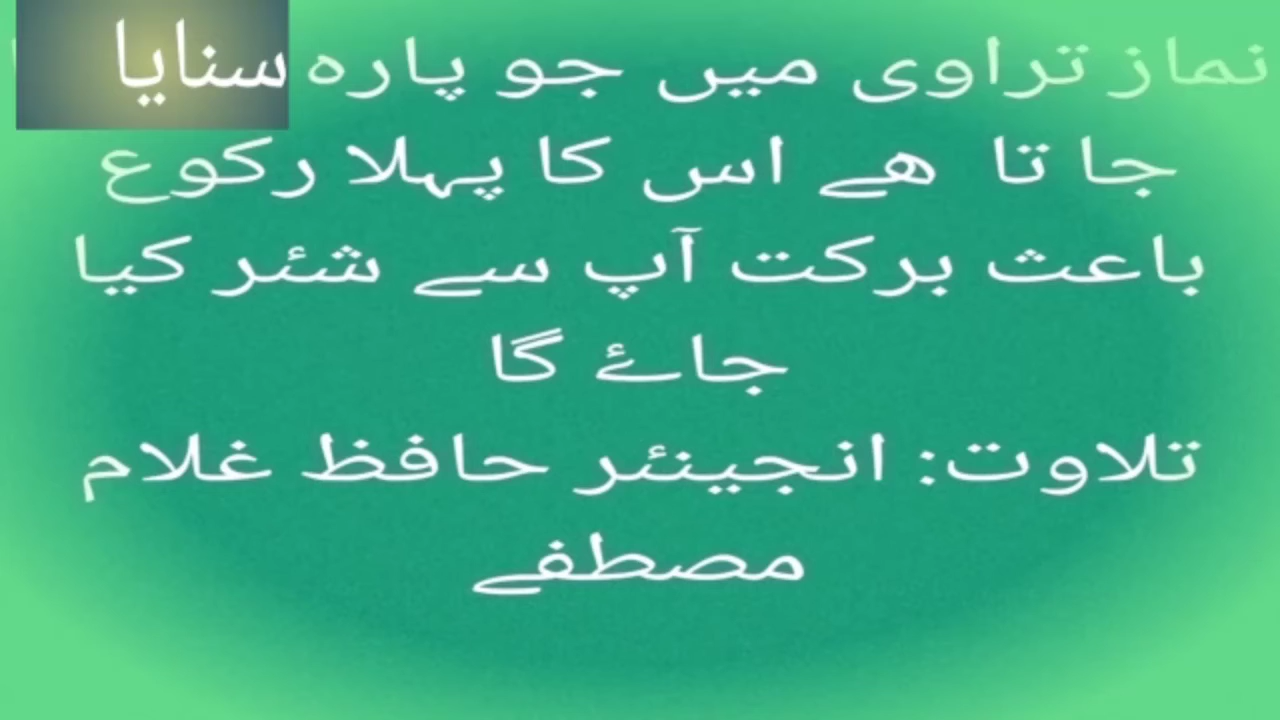 نماز تراوی میں جو پارہ سنایا
جا تا ھے اس کا پہلا رکوع
باعث برکت آپ سے شئر کیا
جاۓ گا
تلاوت: انجینئر حافظ غلام
مصطفے